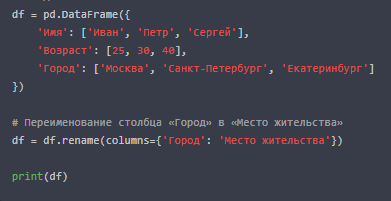 df = pd.DataFrame({
    'Имя': ['Иван', 'Петр', 'Сергей'],
    'Возраст': [25, 30, 40],
    'Город': ['Москва', 'Санкт-Петербург', 'Екатеринбург']
})
# Переименование столбца «Город» в «Место жительства»
df = df.rename(columns={'Город': 'Место жительства'})
print(df)